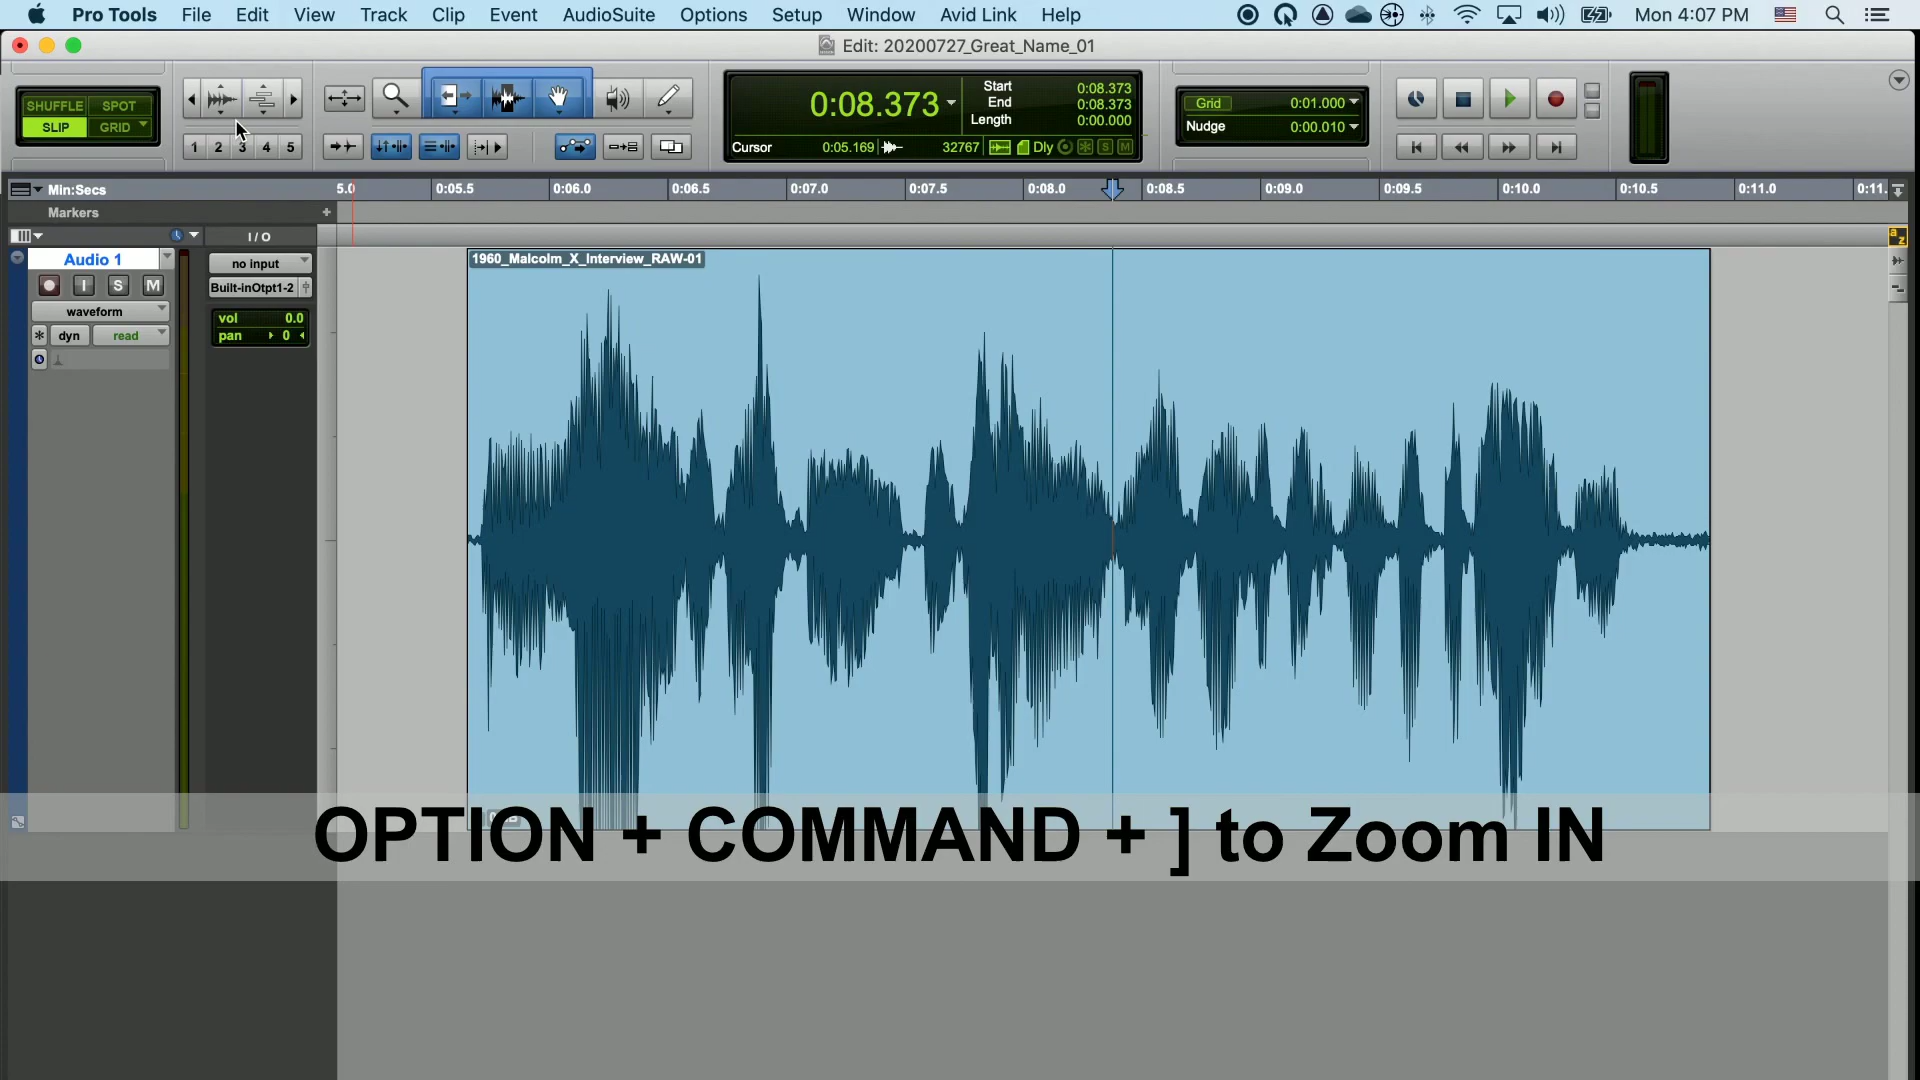 Pro Tools File Edit View Track Clip Event AudioSuite Options Setup Window Avid Link Help Mon 4:07 PM
Edit: 20200727_Great_Name_01
SHUFFLE SPOT
SLIP GRID
1 2 3 4 5
0:08.373
Start 0:08.373
End 0:08.373
Length 0:00.000
Cursor 0:05.169 32767 Dly S M
Grid 0:01.000
Nudge 0:00.010
Min:Secs 5.0 0:05.5 0:06.0 0:06.5 0:07.0 0:07.5 0:08.0 0:08.5 0:09.0 0:09.5 0:10.0 0:10.5 0:11.0 0:11.
Markers +
I / O
a z
Audio 1
no input
I S M
Built-inOtpt1-2
waveform
vol 0.0
dyn read
pan 0
1960_Malcolm_X_Interview_RAW-01
OPTION + COMMAND + ] to Zoom IN